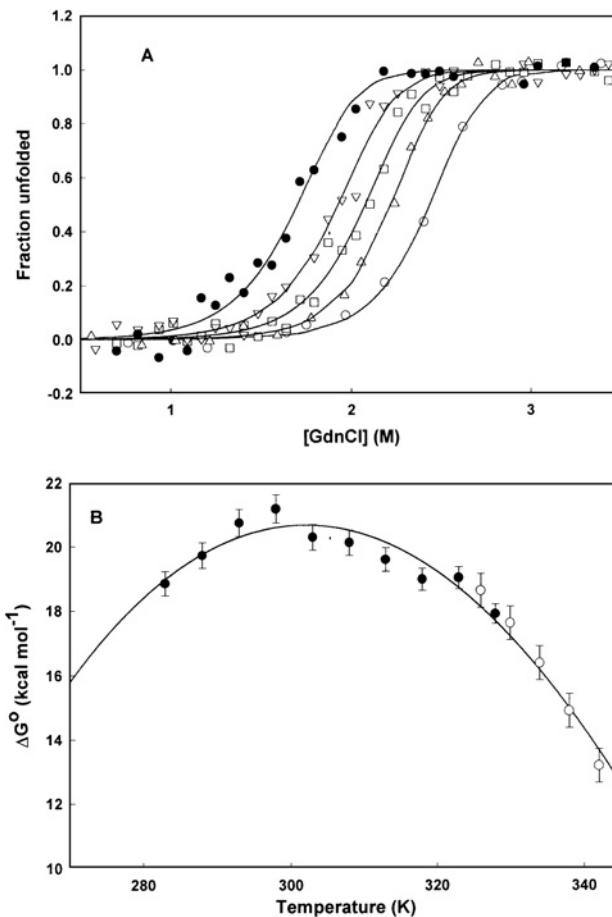 1.2
A
1.0
0.8
0.6
0.4
0.2
0.0
-0.2
Fraction unfolded
1 2 3
[GdnCl] (M)
22
B
20
18
16
14
12
10
ΔG° (kcal mol⁻¹)
280 300 320 340
Temperature (K)